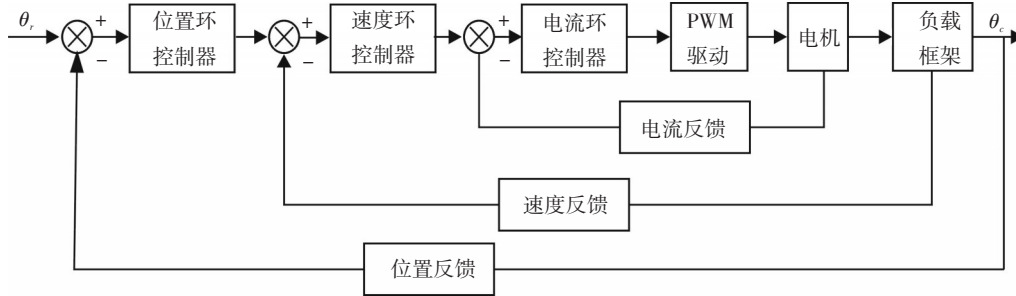 θr
+
−
位置环
控制器
+
−
速度环
控制器
+
−
电流环
控制器
PWM
驱动
电机
负载
框架
θc
电流反馈
速度反馈
位置反馈